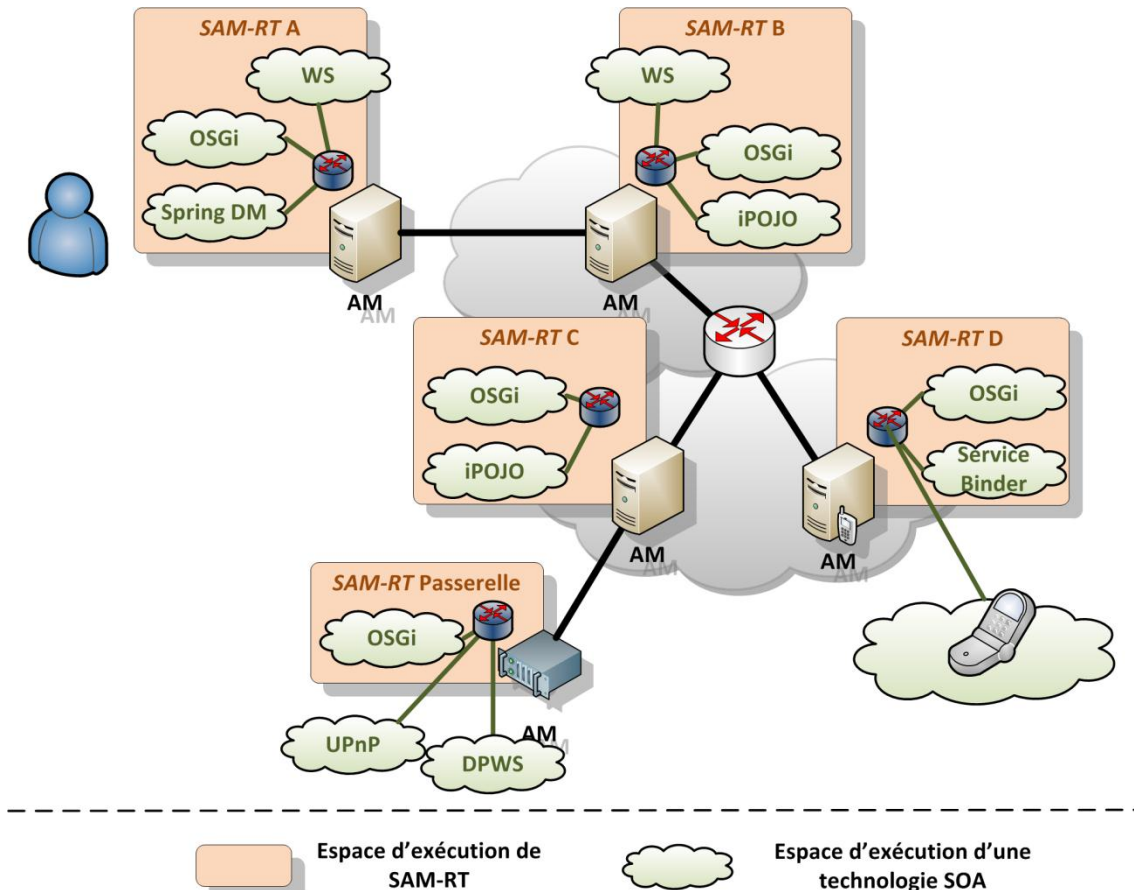 SAM-RT A
WS
OSGi
Spring DM
AM
SAM-RT B
WS
OSGi
iPOJO
AM
SAM-RT C
OSGi
iPOJO
AM
SAM-RT D
OSGi
Service
Binder
AM
SAM-RT Passerelle
OSGi
UPnP
DPWS
AM
Espace d’exécution de
SAM-RT
Espace d’exécution d’une
technologie SOA